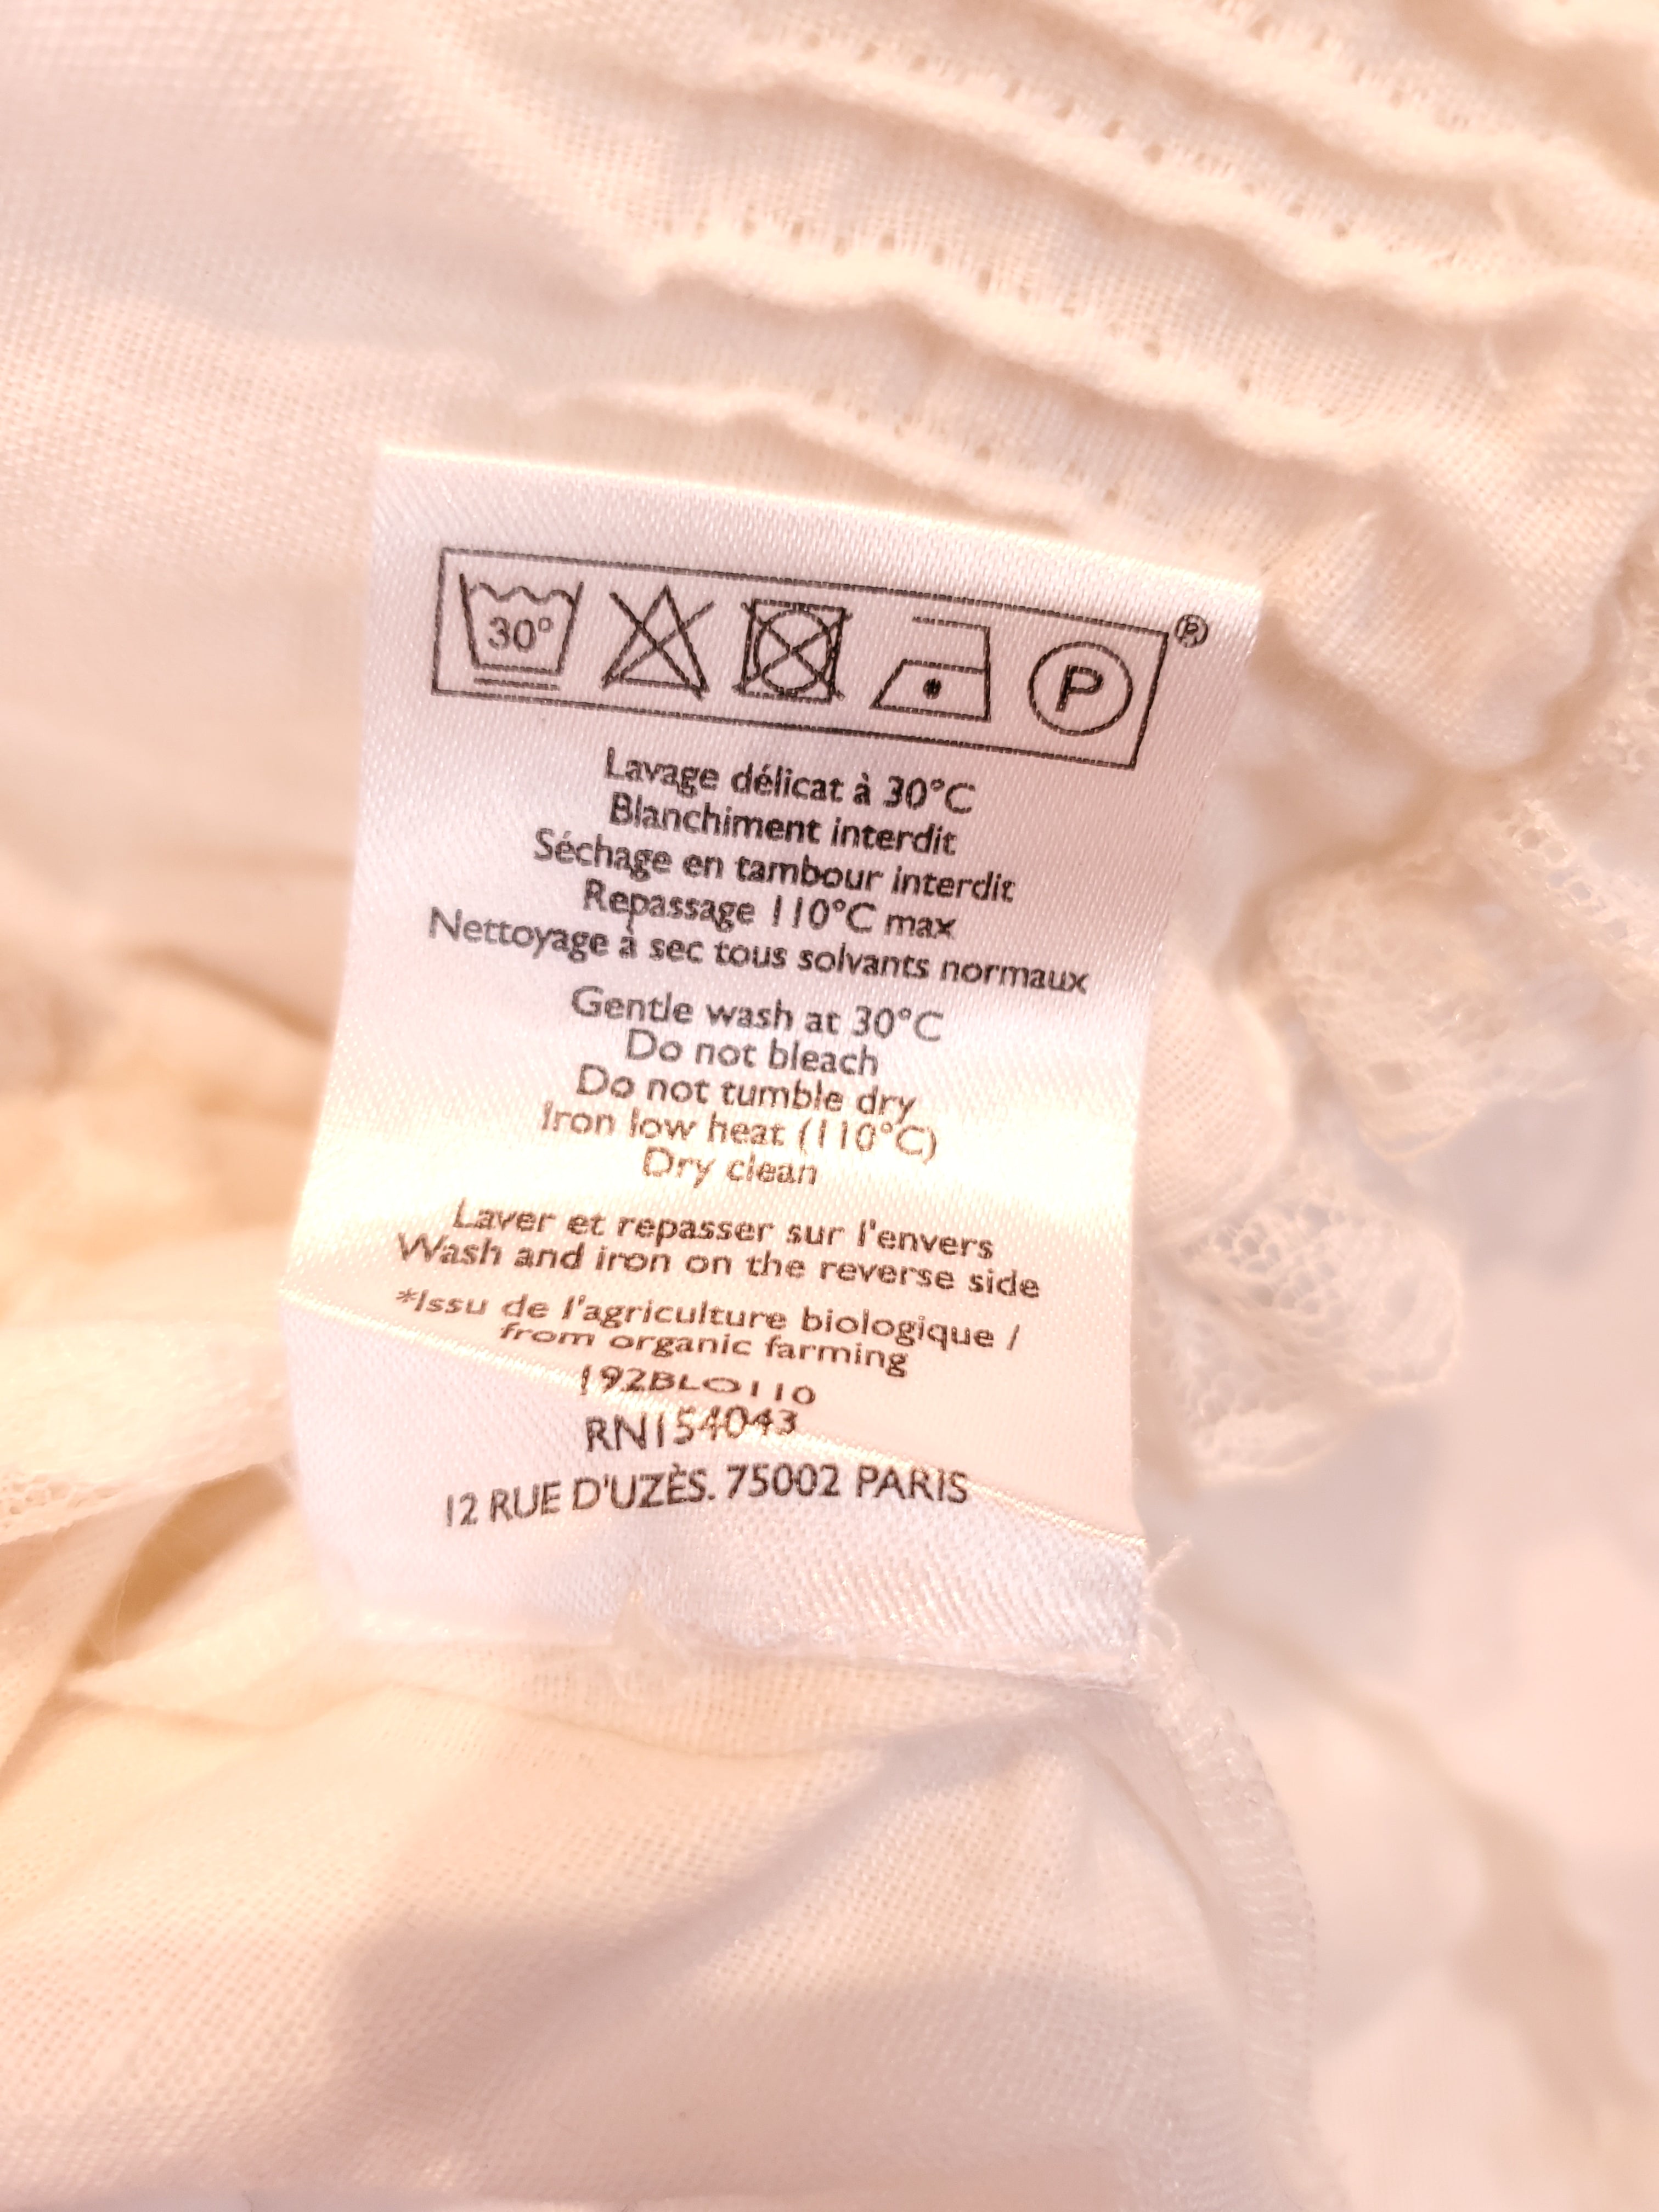 30°
P
®
Lavage délicat à 30°C
Blanchiment interdit
Séchage en tambour interdit
Repassage 110°C max
Nettoyage à sec tous solvants normaux
Gentle wash at 30°C
Do not bleach
Do not tumble dry
Iron low heat (110°C)
Dry clean
Laver et repasser sur l'envers
Wash and iron on the reverse side
*Issu de l'agriculture biologique /
from organic farming
192BLO110
RN154043
12 RUE D'UZÈS. 75002 PARIS